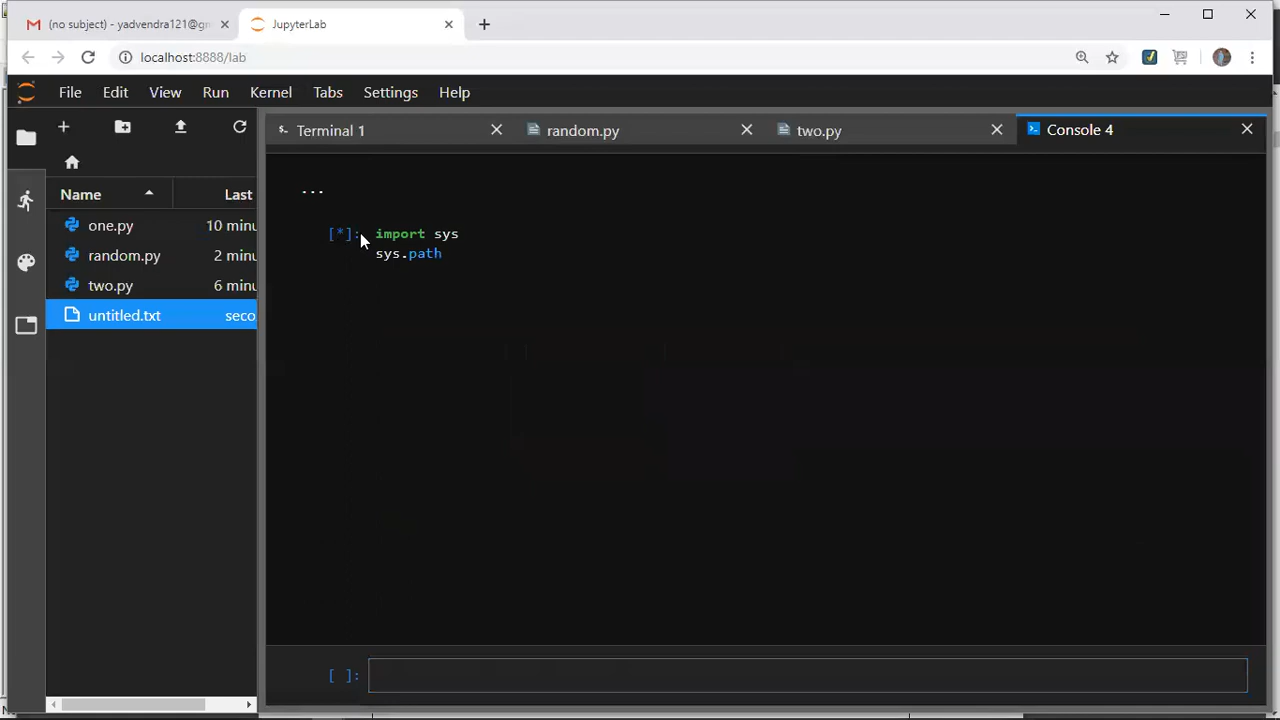 (no subject) - yadvendra121@gm
JupyterLab
localhost:8888/lab
File Edit View Run Kernel Tabs Settings Help
Terminal 1
random.py
two.py
Console 4
Name
Last
one.py 10 minu
random.py 2 minu
two.py 6 minu
untitled.txt seco
...
[*]: import sys
sys.path
[ ]: